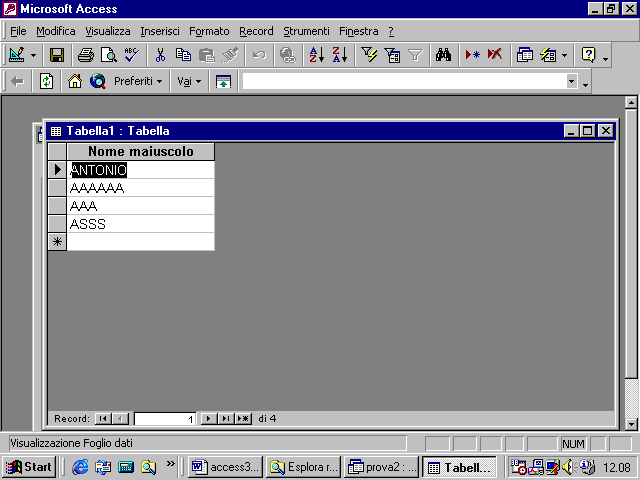 Microsoft Access
File Modifica Visualizza Inserisci Formato Record Strumenti Finestra ?
Preferiti Vai
Tabella1 : Tabella
Nome maiuscolo
ANTONIO
AAAAAA
AAA
ASSS
Record: 1 di 4
Visualizzazione Foglio dati NUM
Start » access3... Esplora r... prova2 : ... Tabell... 12.08